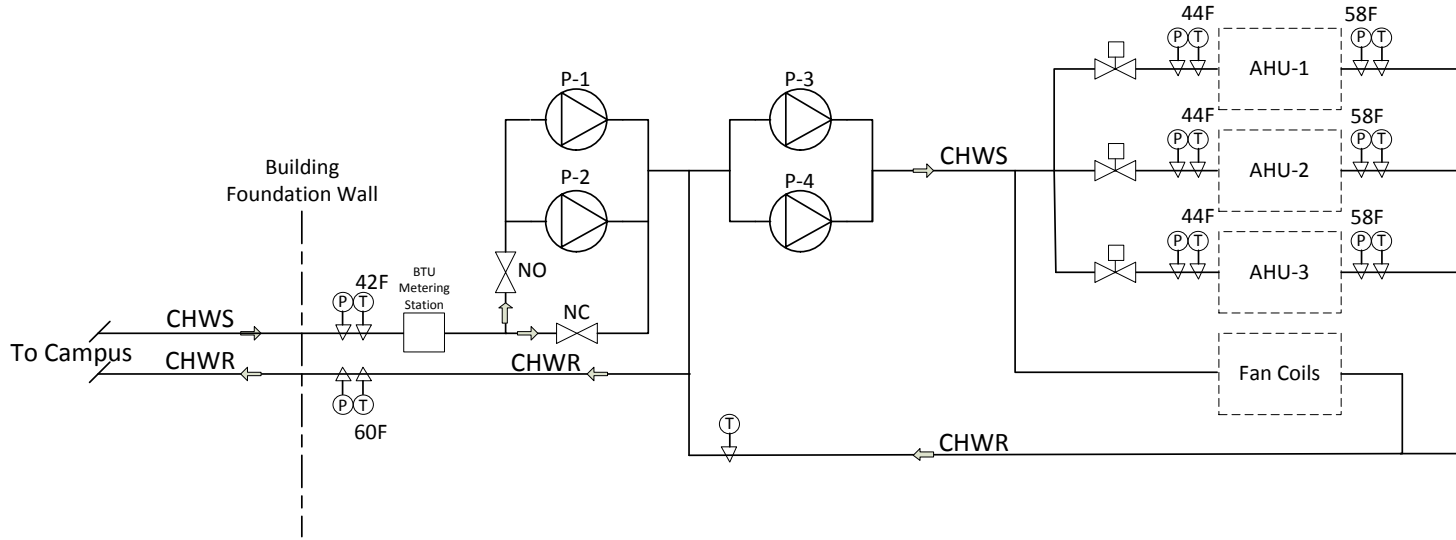 44F
58F
P
T
P
T
AHU-1
P-1
P-3
44F
58F
P
T
P
T
CHWS
AHU-2
Building
Foundation Wall
P-2
P-4
44F
58F
P
T
P
T
AHU-3
NO
BTU
Metering
Station
42F
P
T
NC
CHWS
To Campus
CHWR
CHWR
Fan Coils
P
T
60F
T
CHWR